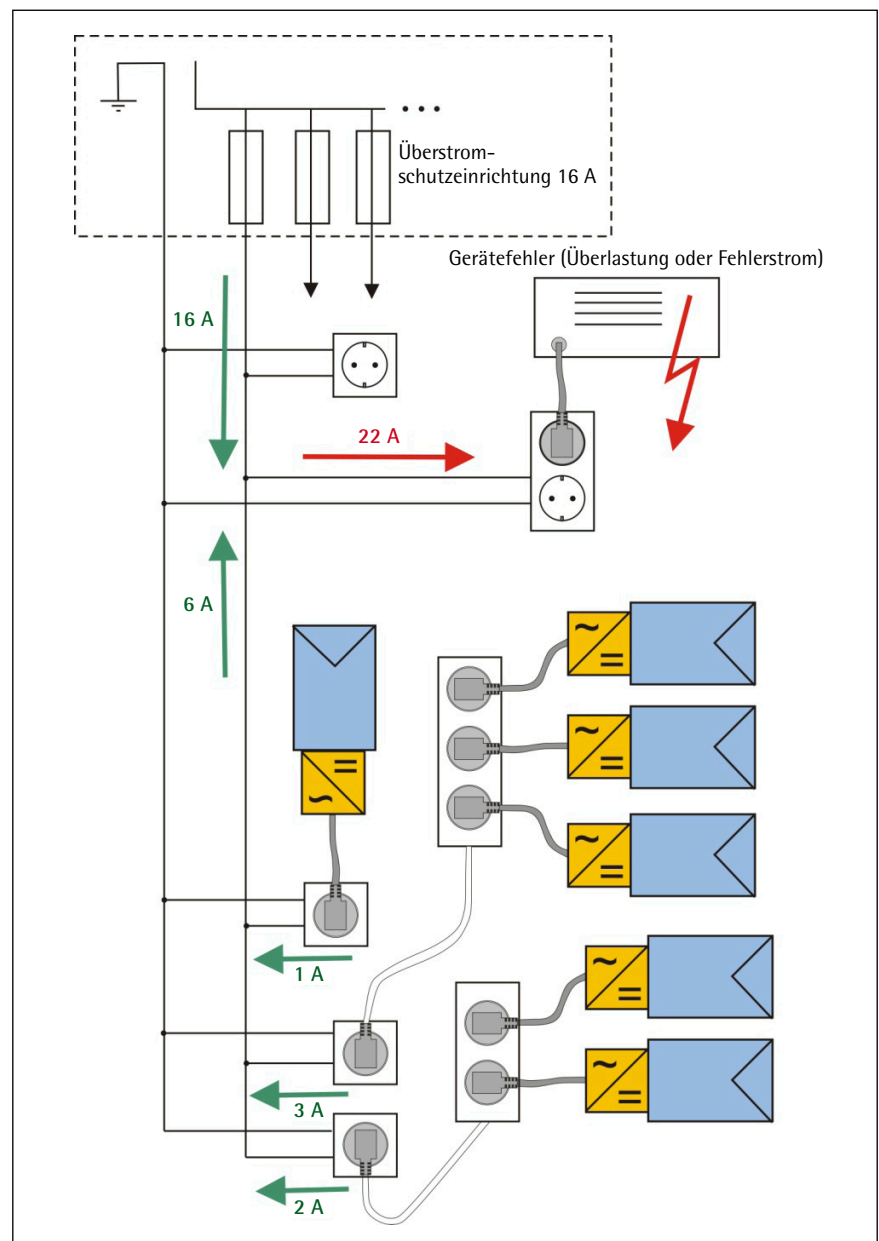 Überstrom-
schutzeinrichtung 16 A
Gerätefehler (Überlastung oder Fehlerstrom)
16 A
22 A
6 A
1 A
3 A
2 A